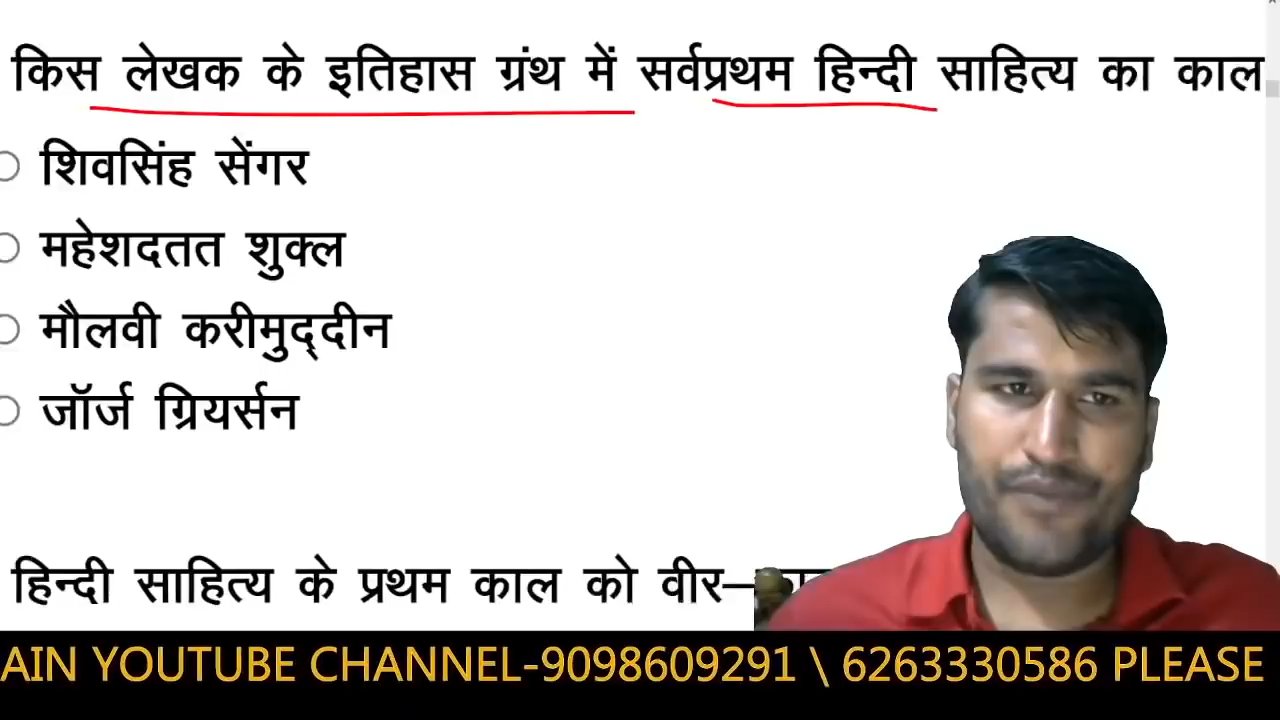 किस लेखक के इतिहास ग्रंथ में सर्वप्रथम हिन्दी साहित्य का काल
शिवसिंह सेंगर
महेशदतत शुक्ल
मौलवी करीमुद्दीन
जॉर्ज ग्रियर्सन
हिन्दी साहित्य के प्रथम काल को वीर–
AIN YOUTUBE CHANNEL-9098609291 \ 6263330586 PLEASE